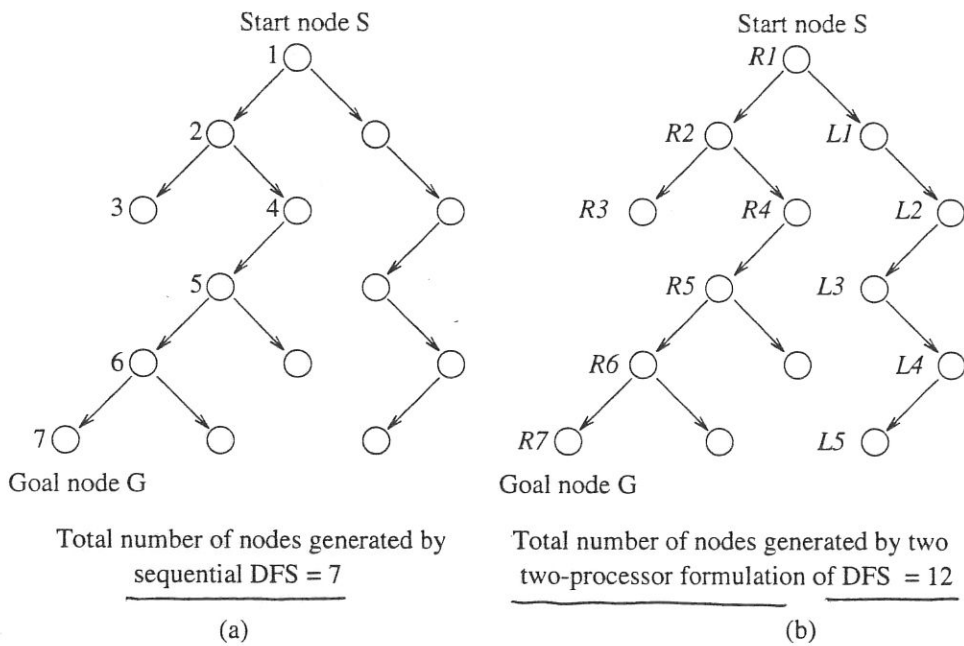 Start node S
1
2
3
4
5
6
7
Goal node G
Total number of nodes generated by
sequential DFS = 7
(a)
Start node S
R1
R2
L1
R3
R4
L2
R5
L3
R6
L4
R7
L5
Goal node G
Total number of nodes generated by two
two-processor formulation of DFS = 12
(b)